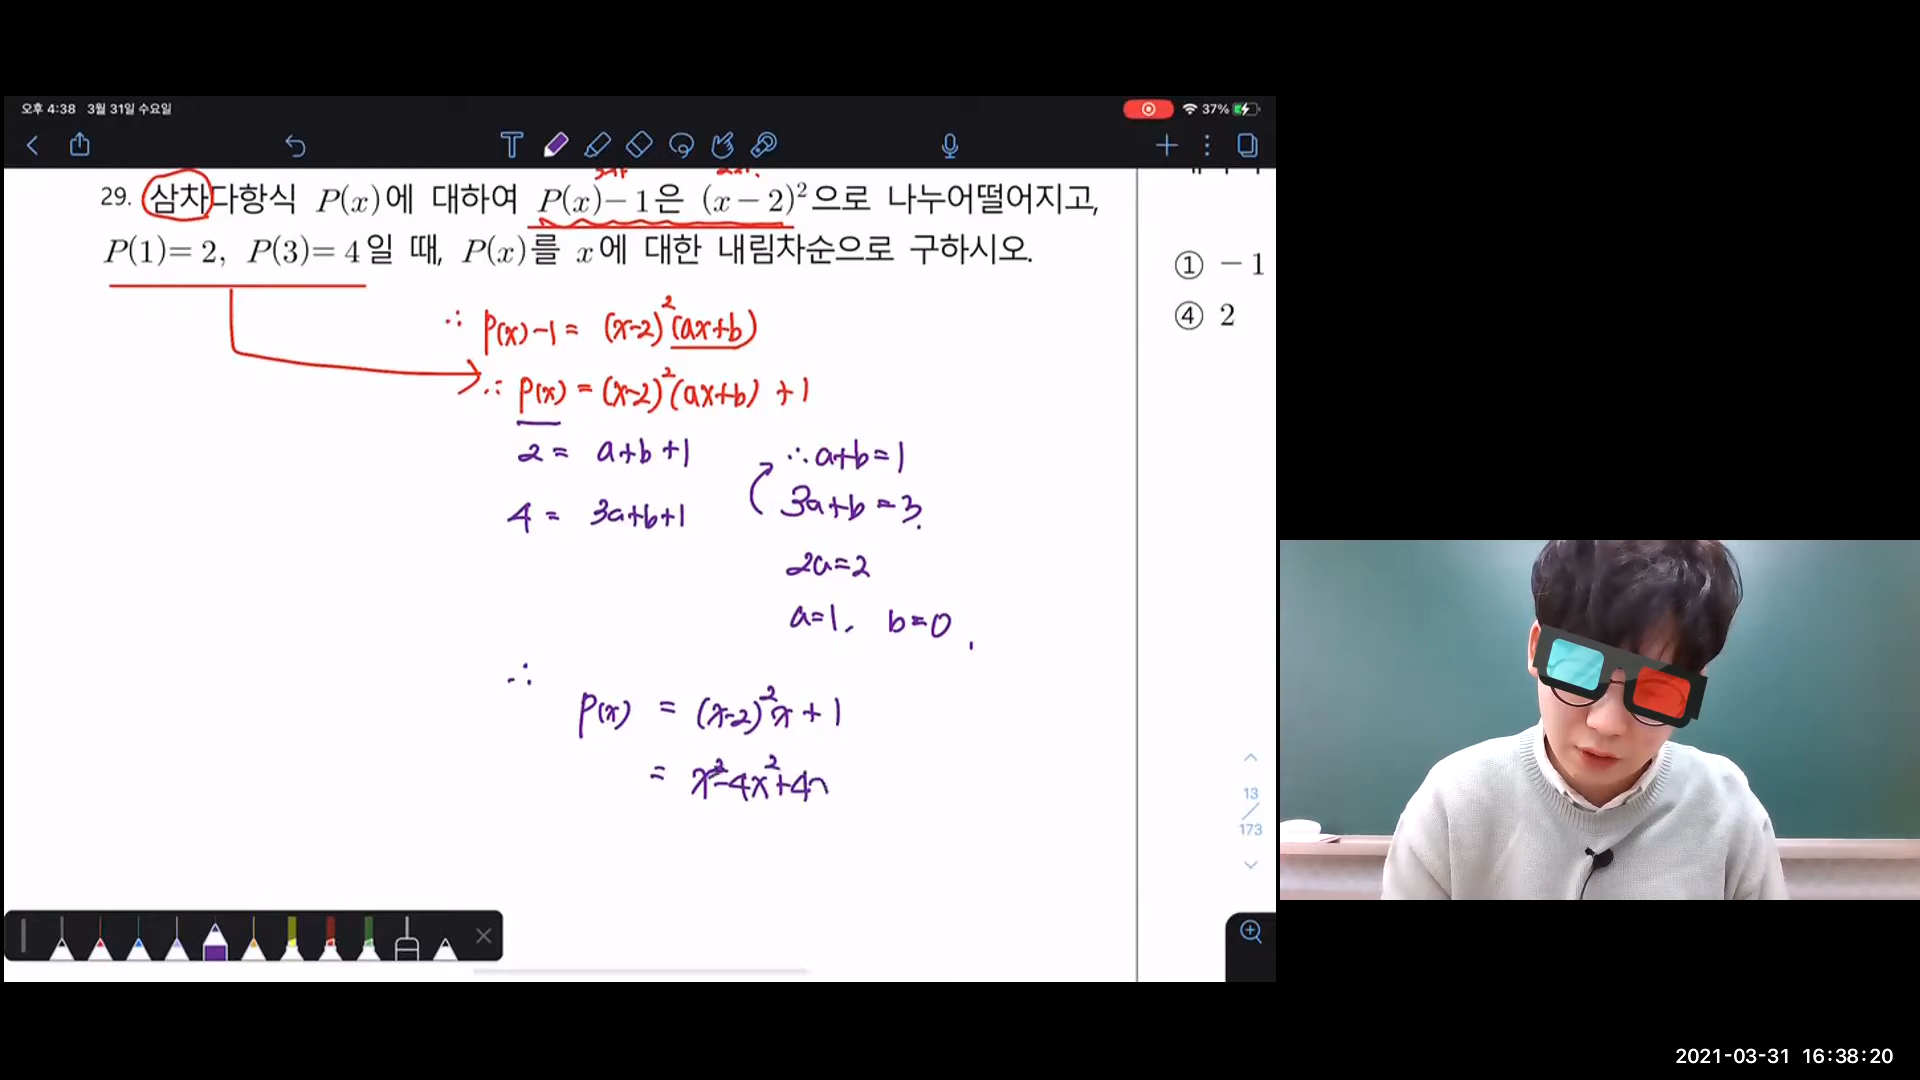 오후 4:38 3월 31일 수요일
37%
29. 삼차다항식 P(x)에 대하여 P(x)−1은 (x−2)²으로 나누어떨어지고,
P(1)=2, P(3)=4일 때, P(x)를 x에 대한 내림차순으로 구하시오.
∴ P(x)-1 = (x-2)²(ax+b)
∴ P(x) = (x-2)²(ax+b) +1
2 = a+b+1
4 = 3a+b+1
∴ a+b=1
3a+b=3.
2a=2
a=1, b=0
∴
P(x) = (x-2)²x+1
= x²-4x²+4
① −1
④ 2
13
173
2021-03-31 16:38:20